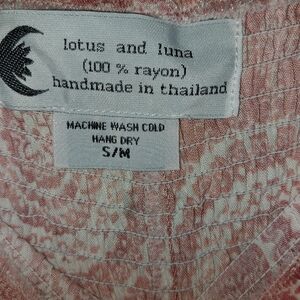 lotus and luna
(100 % rayon)
handmade in thailand
MACHINE WASH COLD
HANG DRY
S/M